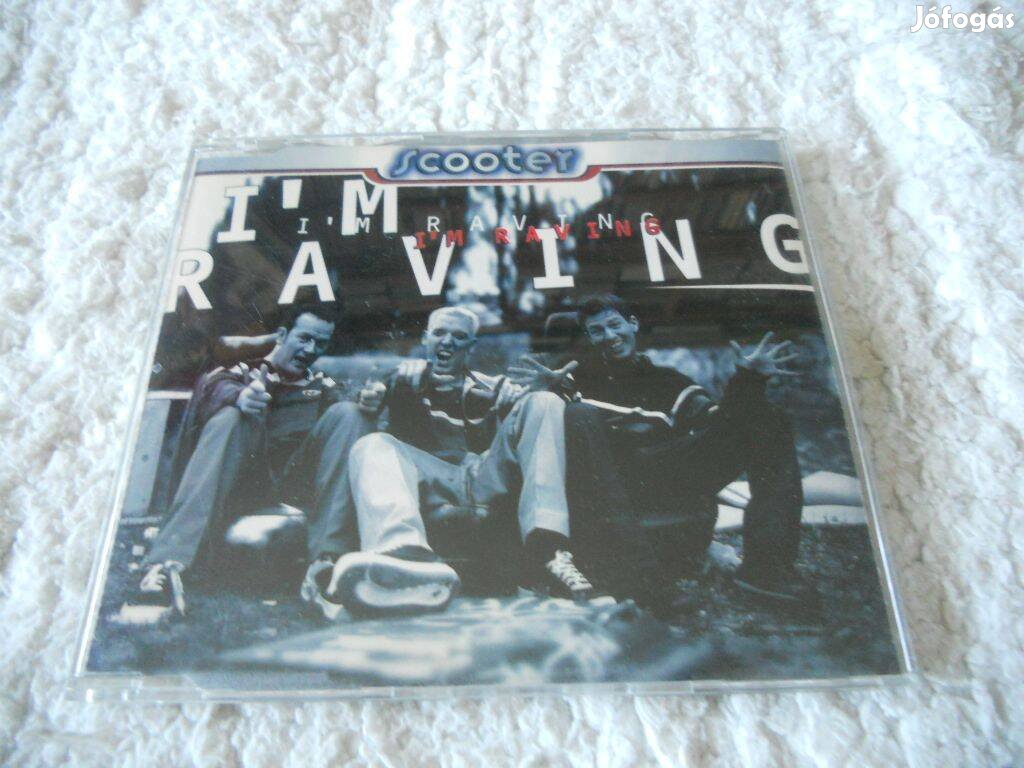 Jófogás
scooter
I'M
I'M RAVING
I'M RAVING
RAVING